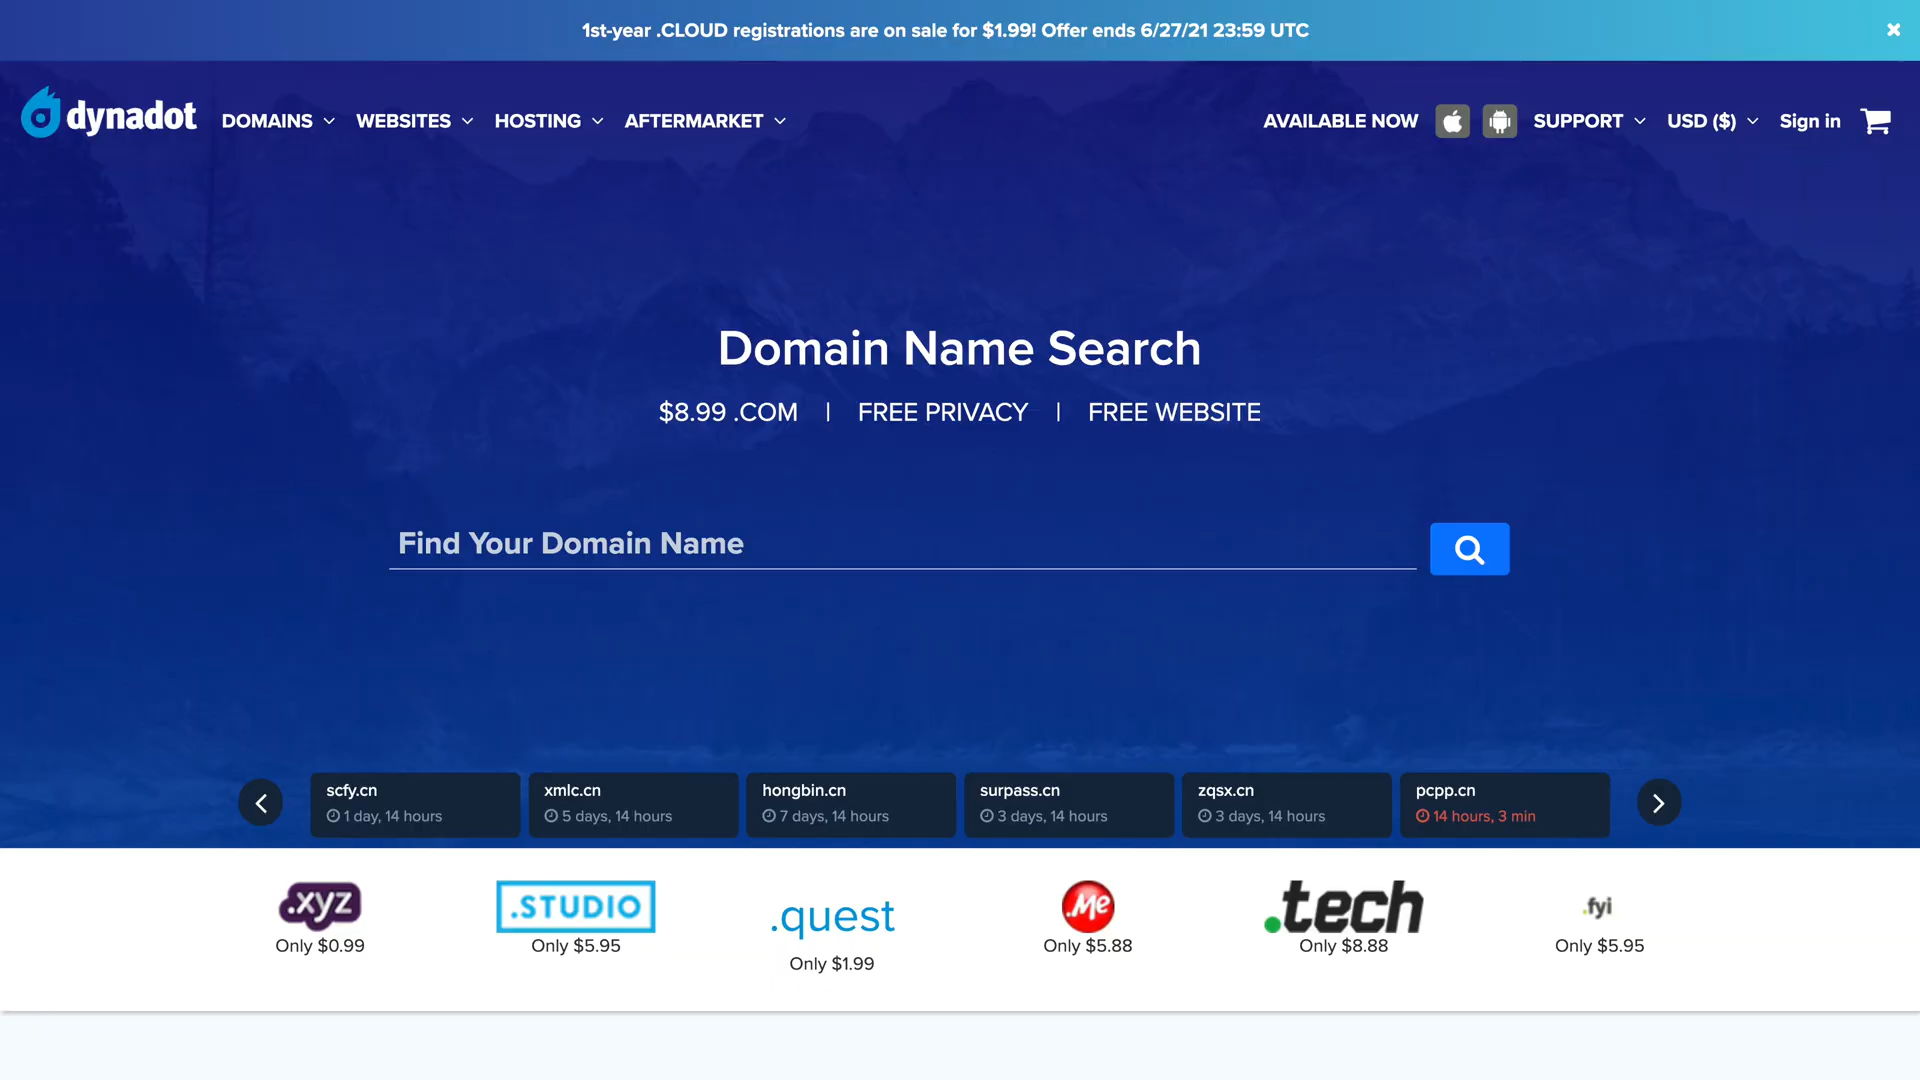 1st-year .CLOUD registrations are on sale for $1.99! Offer ends 6/27/21 23:59 UTC
dynadot DOMAINS WEBSITES HOSTING AFTERMARKET AVAILABLE NOW SUPPORT USD ($) Sign in
Domain Name Search
$8.99 .COM | FREE PRIVACY | FREE WEBSITE
Find Your Domain Name
scfy.cn xmlc.cn hongbin.cn surpass.cn zqsx.cn pcpp.cn
1 day, 14 hours 5 days, 14 hours 7 days, 14 hours 3 days, 14 hours 3 days, 14 hours 14 hours, 3 min
.xyz .STUDIO .quest .Me .tech .fyi
Only $0.99 Only $5.95 Only $1.99 Only $5.88 Only $8.88 Only $5.95